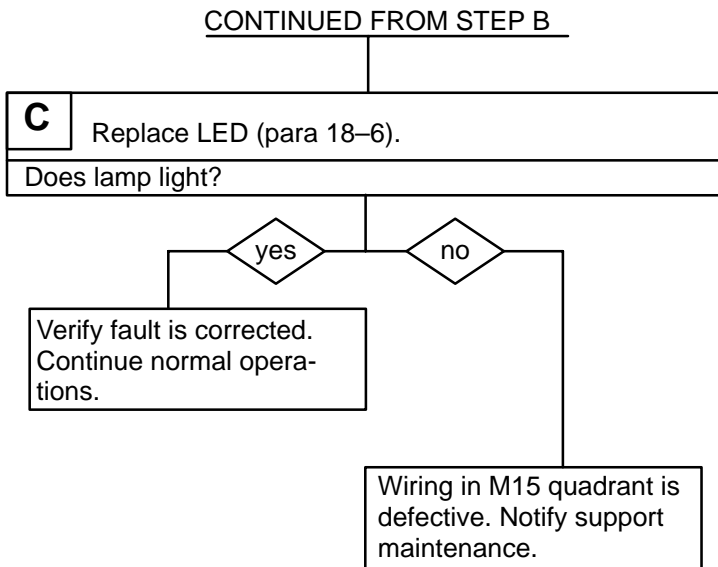 CONTINUED FROM STEP B
C
Replace LED (para 18–6).
Does lamp light?
yes
no
Verify fault is corrected.
Continue normal opera-
tions.
Wiring in M15 quadrant is
defective. Notify support
maintenance.